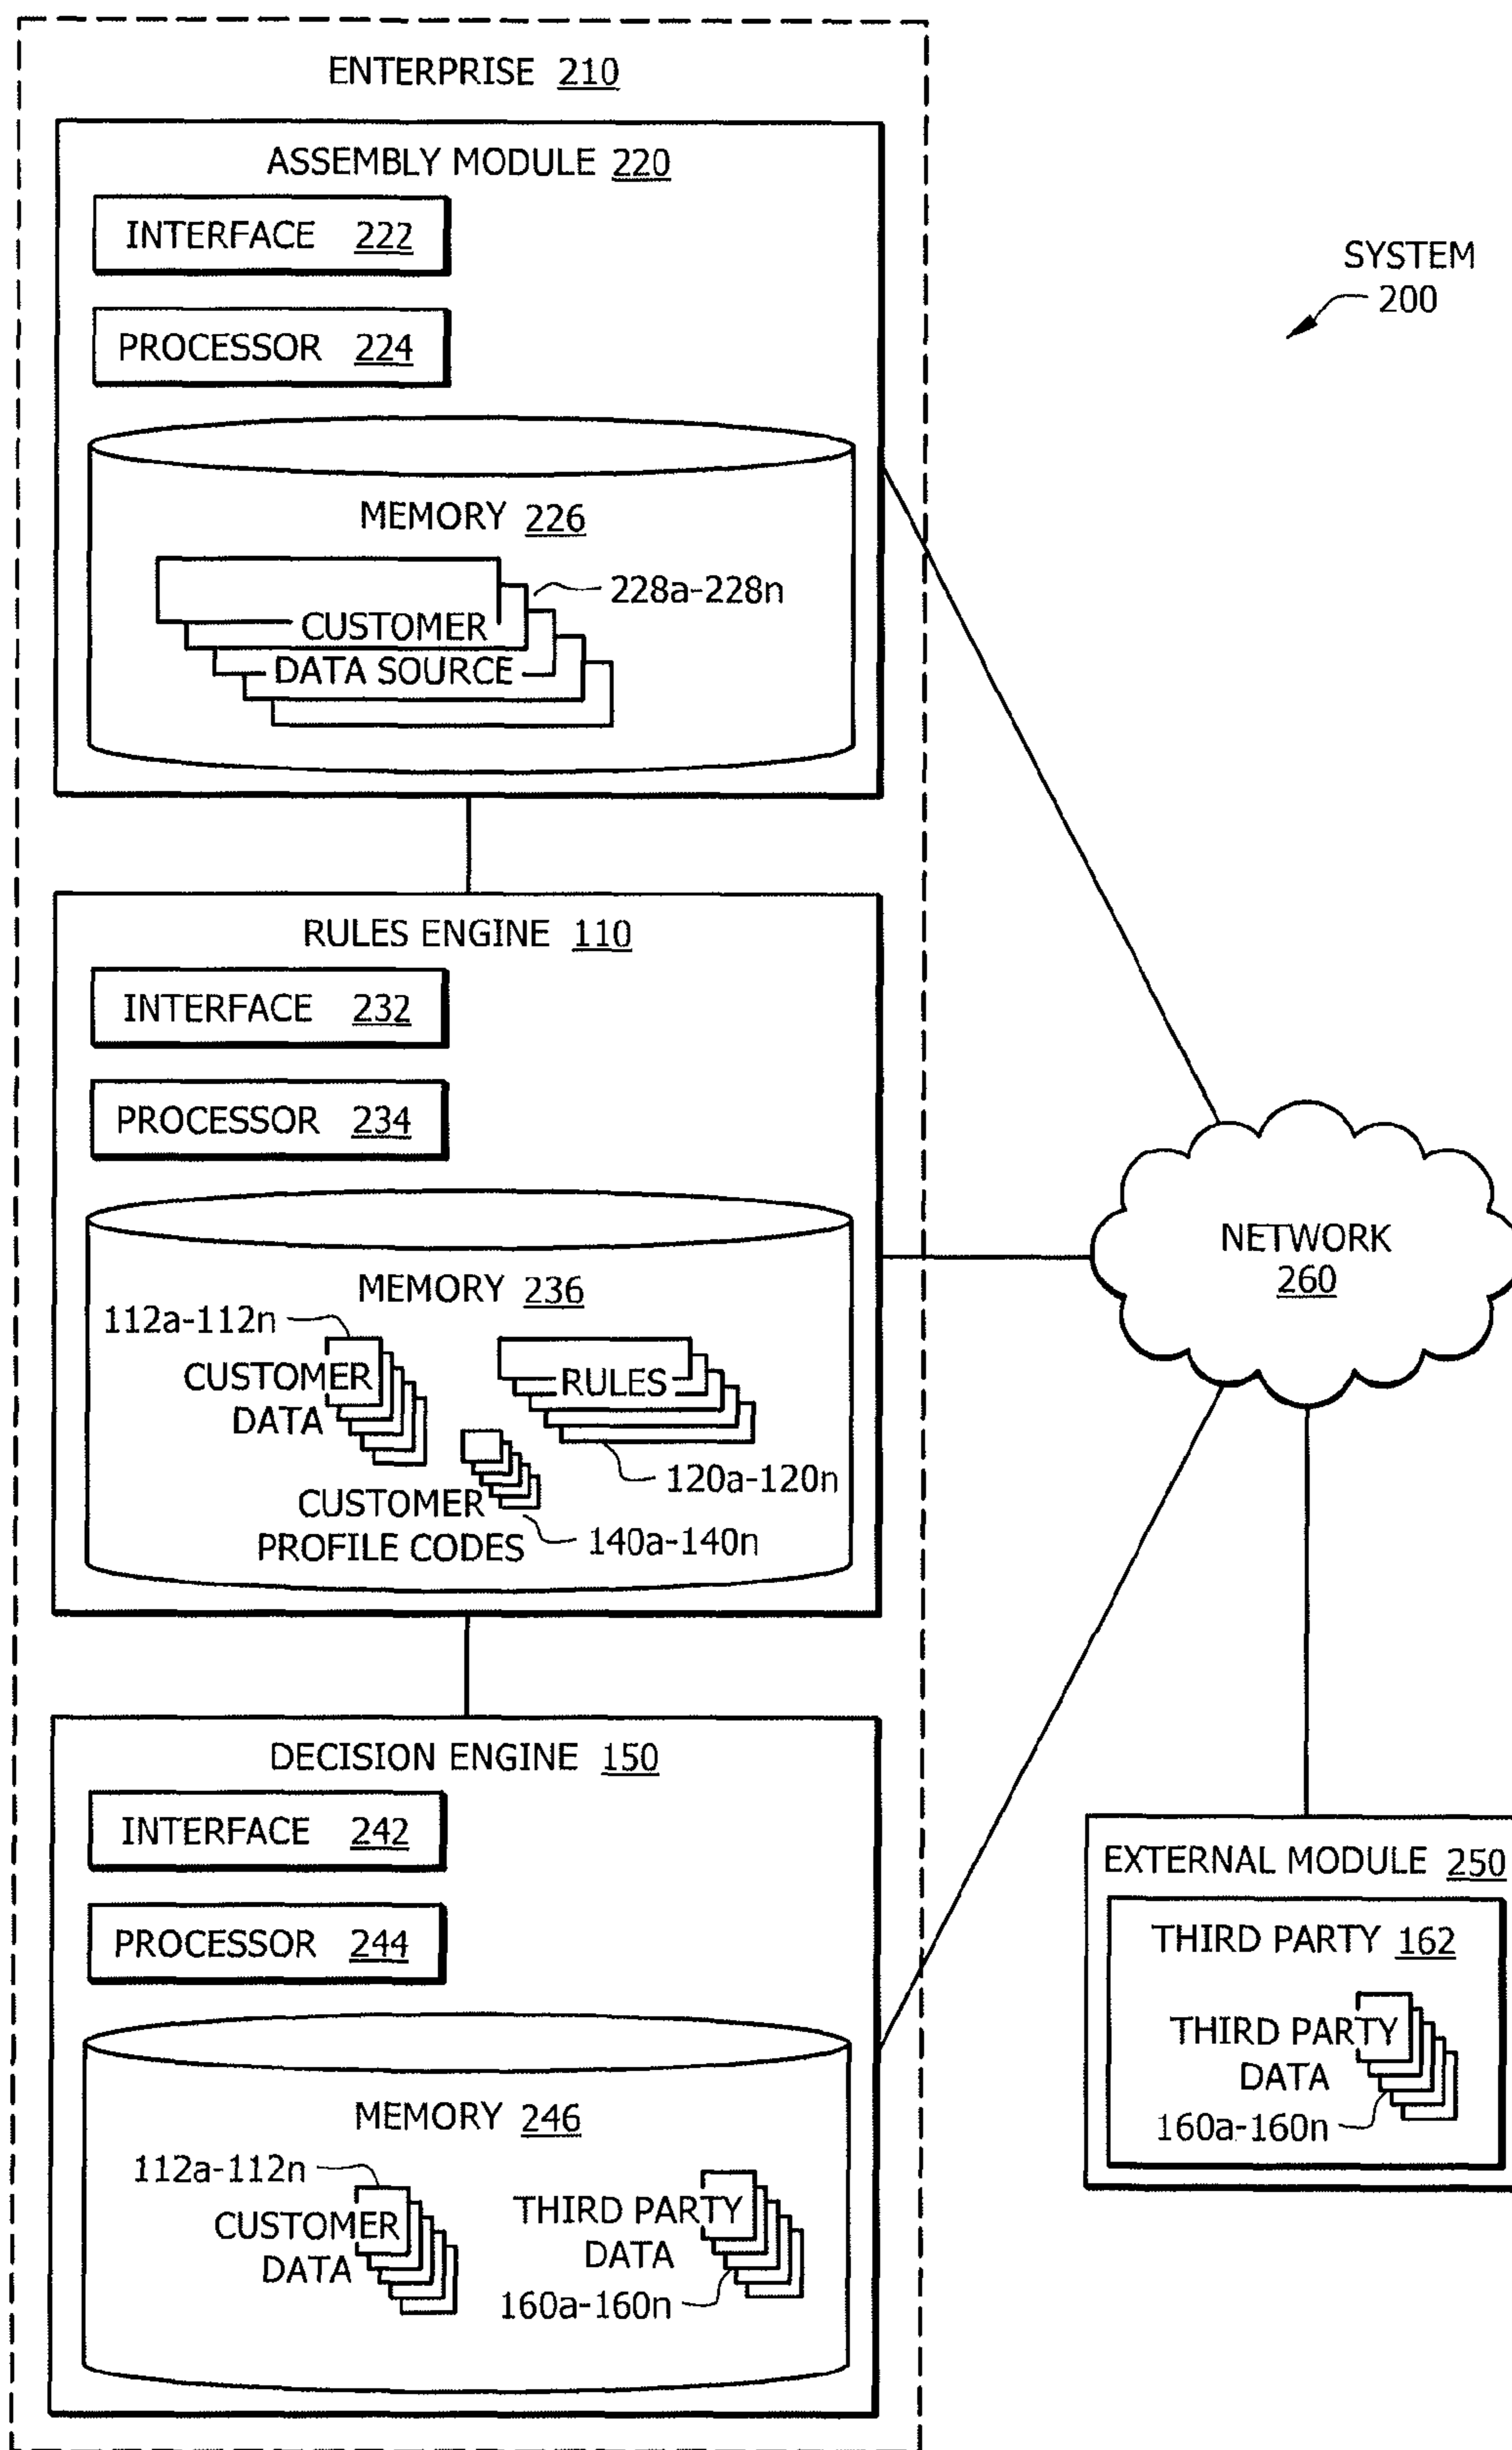 ENTERPRISE 210
ASSEMBLY MODULE 220
INTERFACE 222
PROCESSOR 224
MEMORY 226
228a-228n
CUSTOMER
DATA SOURCE
SYSTEM
200
RULES ENGINE 110
INTERFACE 232
PROCESSOR 234
MEMORY 236
112a-112n
CUSTOMER
DATA
RULES
120a-120n
CUSTOMER
PROFILE CODES
140a-140n
NETWORK
260
DECISION ENGINE 150
INTERFACE 242
PROCESSOR 244
MEMORY 246
112a-112n
CUSTOMER
DATA
THIRD PARTY
DATA
160a-160n
EXTERNAL MODULE 250
THIRD PARTY 162
THIRD PARTY
DATA
160a-160n